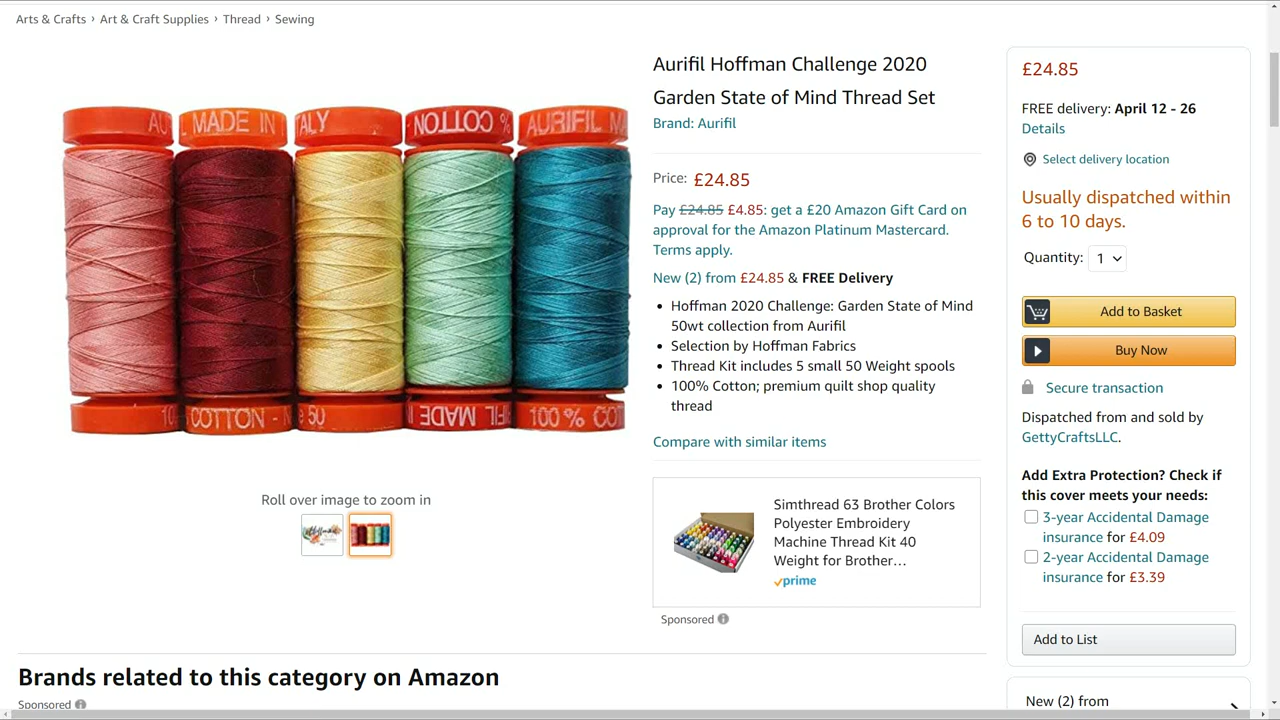 Arts & Crafts › Art & Craft Supplies › Thread › Sewing
AU
MADE IN
TALY
COTTON %
AURIFIL M
COTTON - N
50
MADE
100 % CO
Roll over image to zoom in
Aurifil Hoffman Challenge 2020
Garden State of Mind Thread Set
Brand: Aurifil
Price: £24.85
Pay £24.85 £4.85: get a £20 Amazon Gift Card on
approval for the Amazon Platinum Mastercard.
Terms apply.
New (2) from £24.85 & FREE Delivery
• Hoffman 2020 Challenge: Garden State of Mind
50wt collection from Aurifil
• Selection by Hoffman Fabrics
• Thread Kit includes 5 small 50 Weight spools
• 100% Cotton; premium quilt shop quality
thread
Compare with similar items
Simthread 63 Brother Colors
Polyester Embroidery
Machine Thread Kit 40
Weight for Brother…
prime
Sponsored
£24.85
FREE delivery: April 12 - 26
Details
Select delivery location
Usually dispatched within
6 to 10 days.
Quantity: 1
Add to Basket
Buy Now
Secure transaction
Dispatched from and sold by
GettyCraftsLLC.
Add Extra Protection? Check if
this cover meets your needs:
3-year Accidental Damage
insurance for £4.09
2-year Accidental Damage
insurance for £3.39
Add to List
New (2) from
Brands related to this category on Amazon
Sponsored